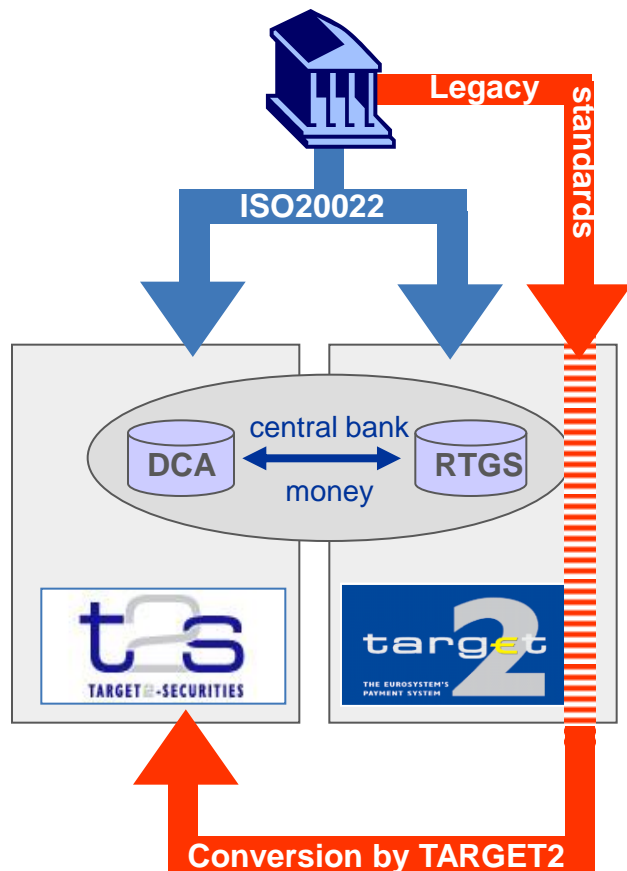 Legacy
standards
ISO20022
central bank
DCA
RTGS
money
t2s
TARGET2-SECURITIES
target
2
THE EUROSYSTEM'S
PAYMENT SYSTEM
Conversion by TARGET2